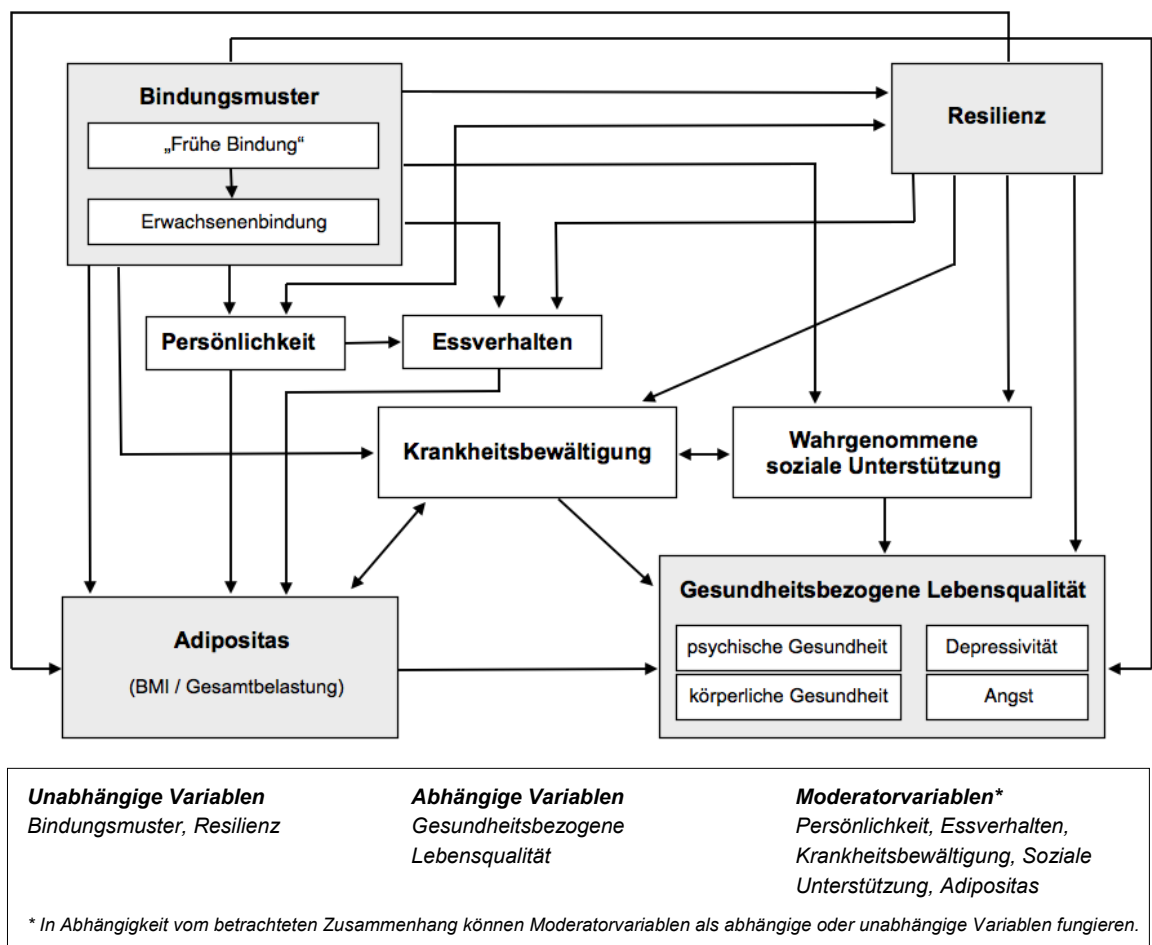 Bindungsmuster
„Frühe Bindung“
Erwachsenenbindung
Resilienz
Persönlichkeit
Essverhalten
Krankheitsbewältigung
Wahrgenommene
soziale Unterstützung
Adipositas
(BMI / Gesamtbelastung)
Gesundheitsbezogene Lebensqualität
psychische Gesundheit
Depressivität
körperliche Gesundheit
Angst
Unabhängige Variablen
Bindungsmuster, Resilienz
Abhängige Variablen
Gesundheitsbezogene
Lebensqualität
Moderatorvariablen*
Persönlichkeit, Essverhalten,
Krankheitsbewältigung, Soziale
Unterstützung, Adipositas
* In Abhängigkeit vom betrachteten Zusammenhang können Moderatorvariablen als abhängige oder unabhängige Variablen fungieren.